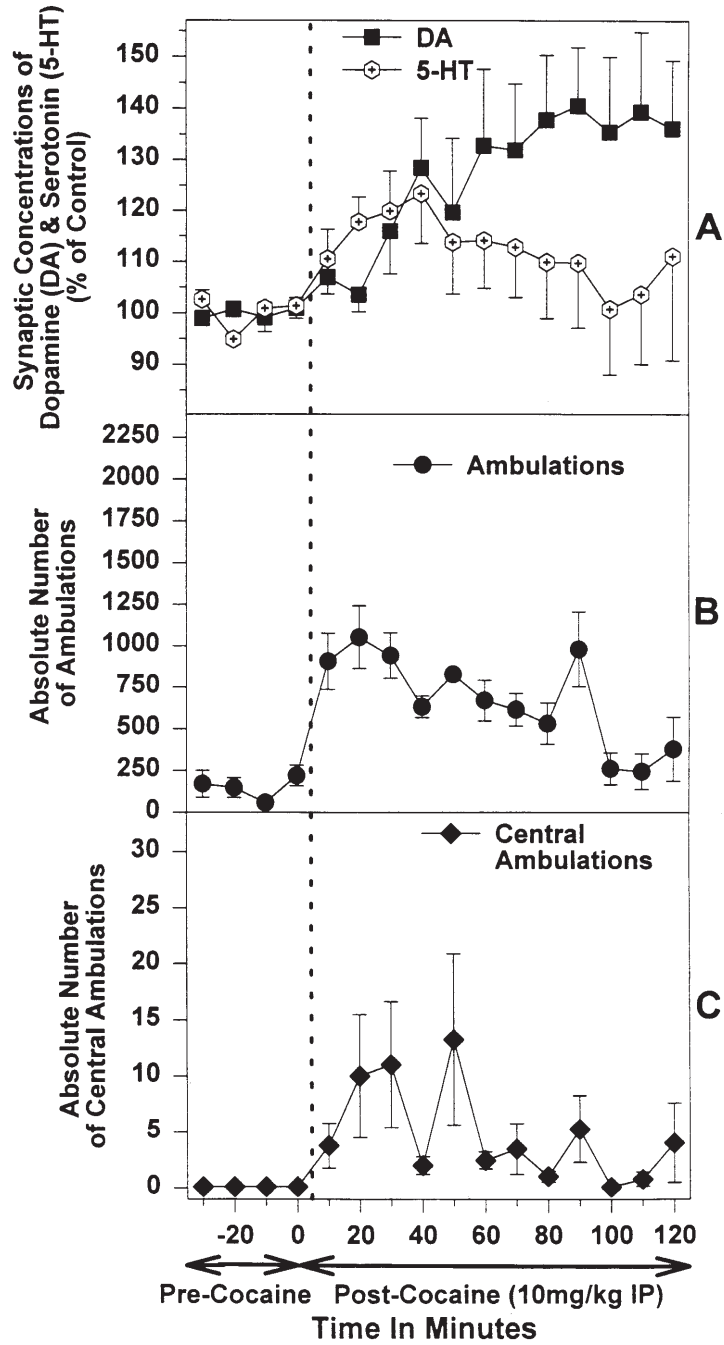 Synaptic Concentrations of
Dopamine (DA) & Serotonin (5-HT)
(% of Control)
150
140
130
120
110
100
90
DA
5-HT
A
Absolute Number
of Ambulations
2250
2000
1750
1500
1250
1000
750
500
250
0
Ambulations
B
Absolute Number
of Central Ambulations
30
25
20
15
10
5
0
Central
Ambulations
C
-20 0 20 40 60 80 100 120
Pre-Cocaine Post-Cocaine (10mg/kg IP)
Time In Minutes